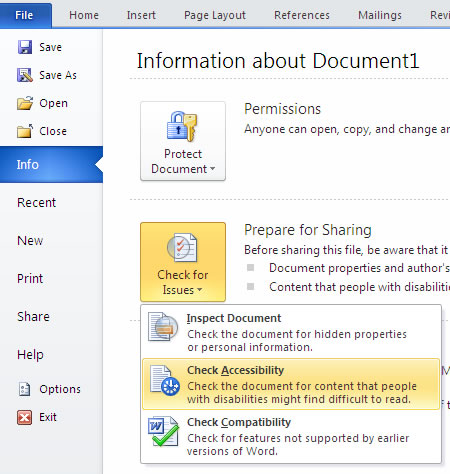 File Home Insert Page Layout References Mailings
Save
Save As
Open
Close
Info
Recent
New
Print
Share
Help
Options
Exit
Information about Document1
Protect
Document
Permissions
Anyone can open, copy, and change
Check for
Issues
Prepare for Sharing
Before sharing this file, be aware that it
Document properties and author's
Content that people with
Inspect Document
Check the document for hidden properties
or personal information.
Check Accessibility
Check the document for content that people
with disabilities might find difficult to read.
Check Compatibility
Check for features not supported by earlier
versions of Word.